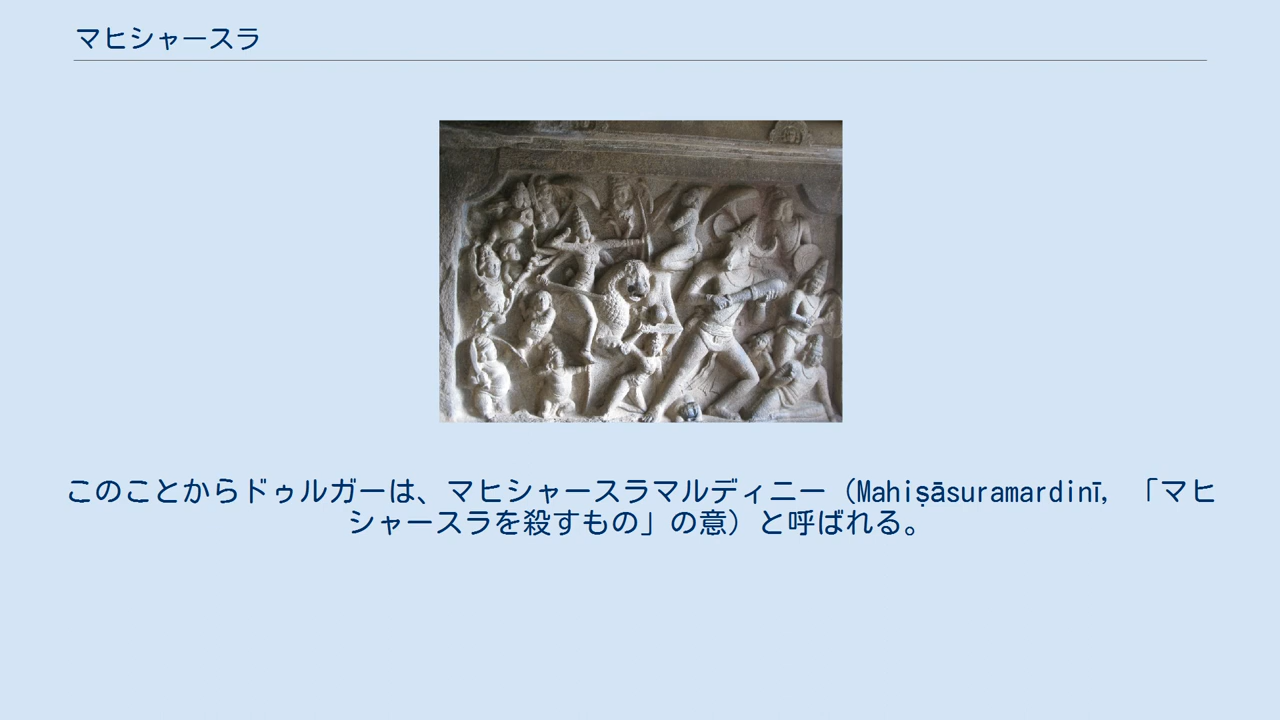 マヒシャースラ
このことからドゥルガーは、マヒシャースラマルディニー（Mahiṣāsuramardinī, 「マヒ
シャースラを殺すもの」の意）と呼ばれる。